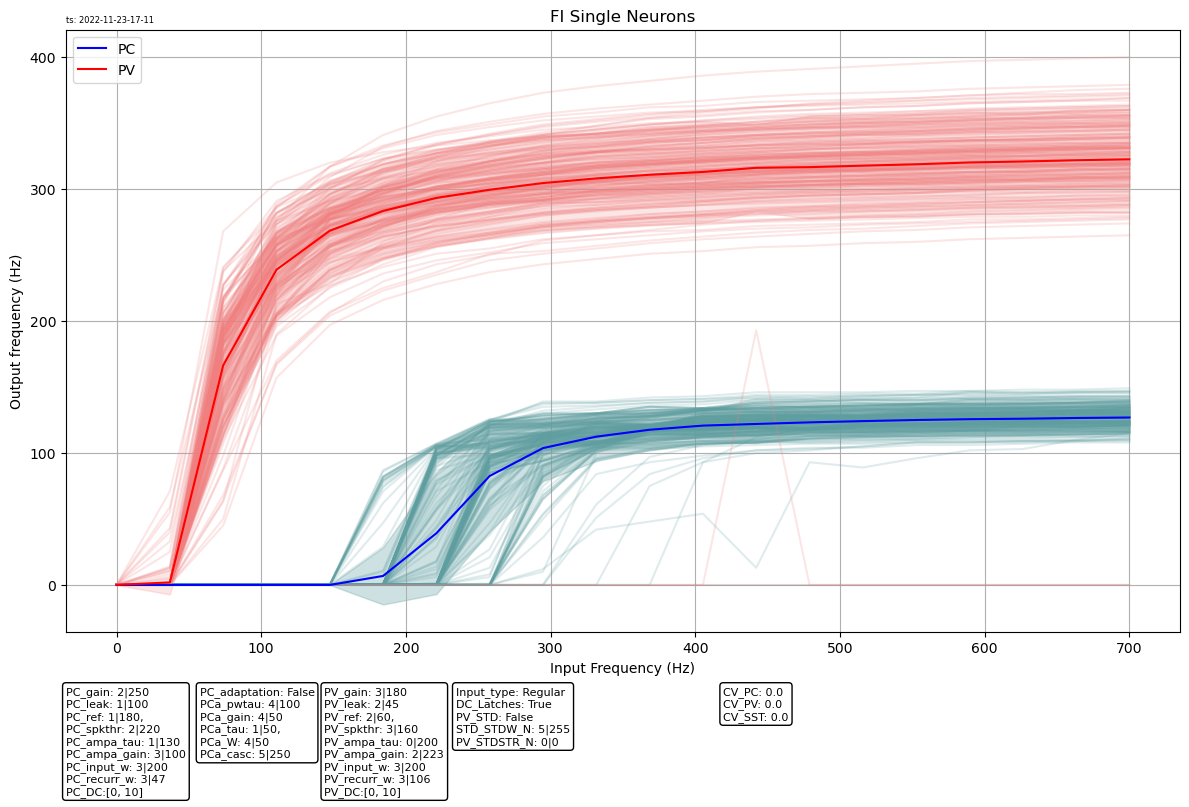 ts: 2022-11-23-17-11
FI Single Neurons
PC
PV
Output frequency (Hz)
400
300
200
100
0
0 100 200 300 400 500 600 700
Input Frequency (Hz)
PC_gain: 2|250
PC_leak: 1|100
PC_ref: 1|180,
PC_spkthr: 2|220
PC_ampa_tau: 1|130
PC_ampa_gain: 3|100
PC_input_w: 3|200
PC_recurr_w: 3|47
PC_DC:[0, 10]
PC_adaptation: False
PCa_pwtau: 4|100
PCa_gain: 4|50
PCa_tau: 1|50,
PCa_W: 4|50
PCa_casc: 5|250
PV_gain: 3|180
PV_leak: 2|45
PV_ref: 2|60,
PV_spkthr: 3|160
PV_ampa_tau: 0|200
PV_ampa_gain: 2|223
PV_input_w: 3|200
PV_recurr_w: 3|106
PV_DC:[0, 10]
Input_type: Regular
DC_Latches: True
PV_STD: False
STD_STDW_N: 5|255
PV_STDSTR_N: 0|0
CV_PC: 0.0
CV_PV: 0.0
CV_SST: 0.0